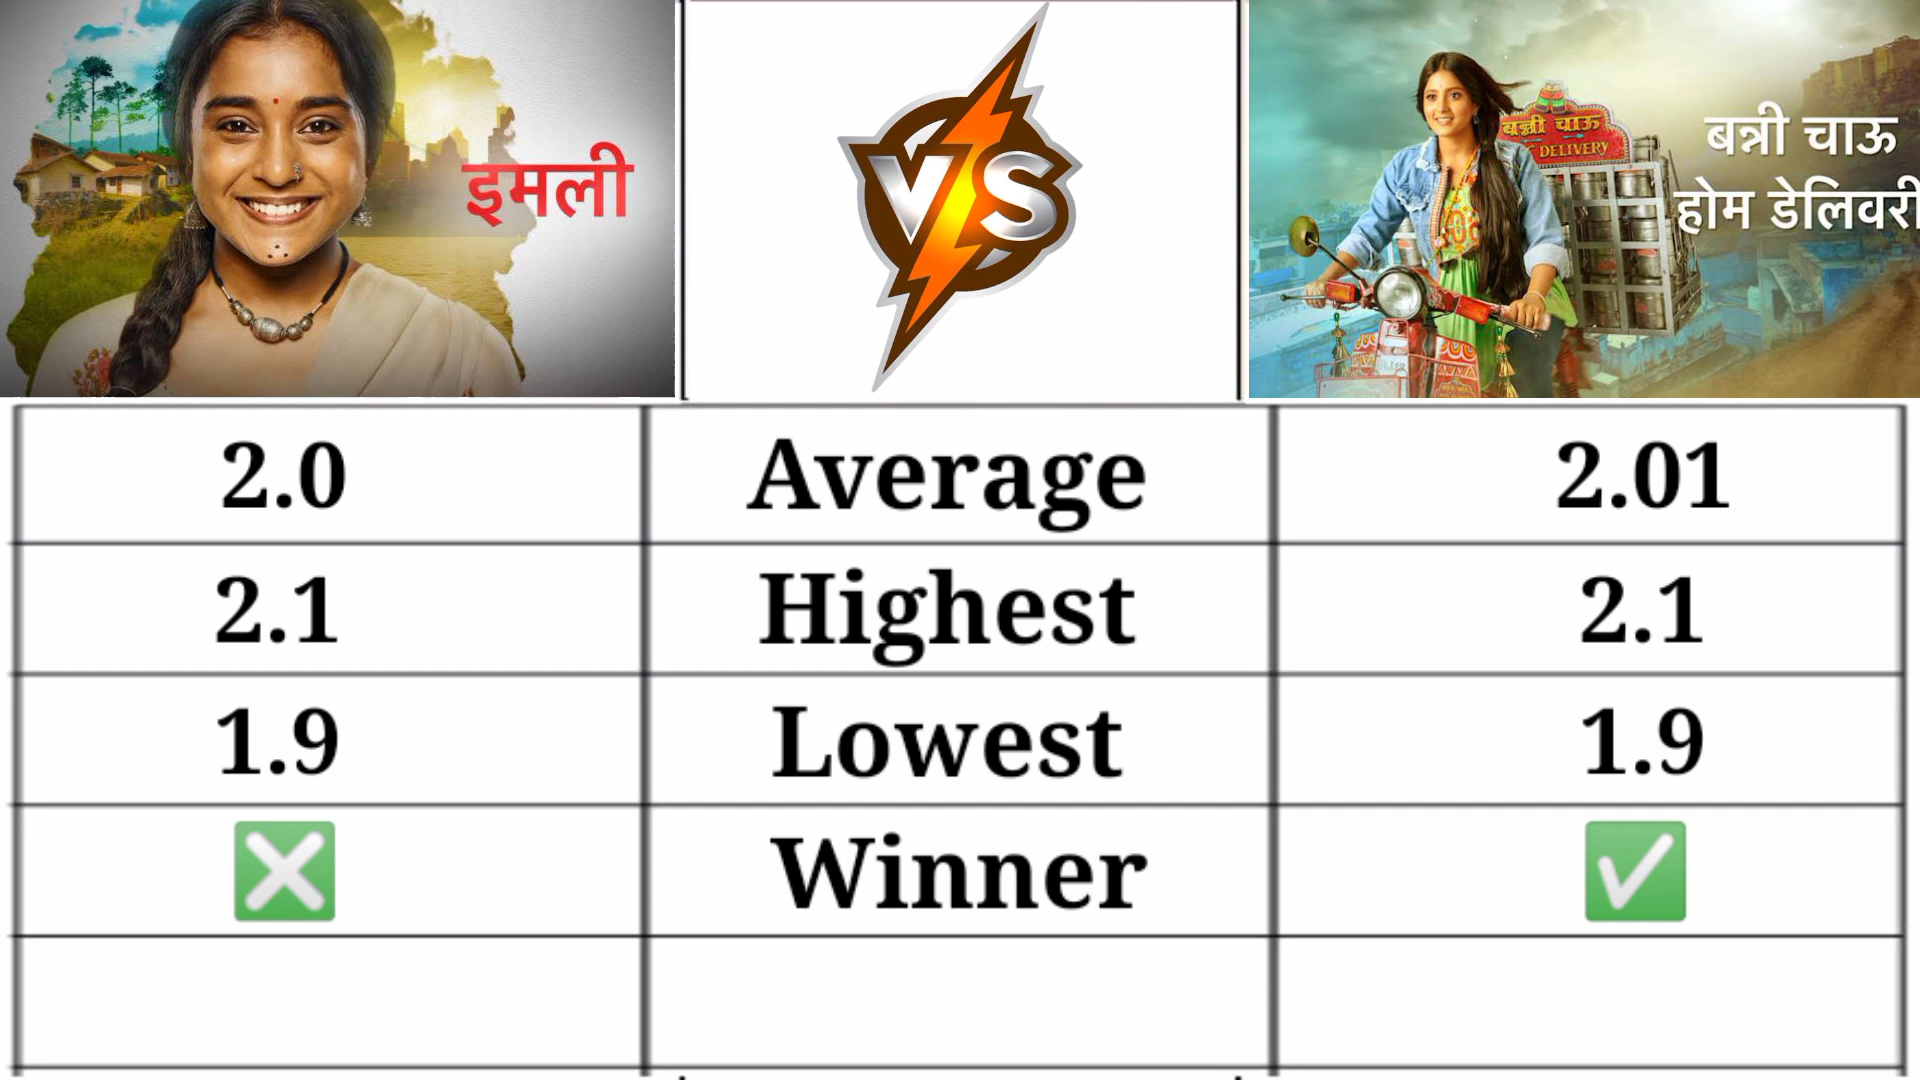 इमली
VS
बन्नी चाऊ
DELIVERY
बन्नी चाऊ
होम डेलिवरी
2.0 Average 2.01
2.1 Highest 2.1
1.9 Lowest 1.9
❎ Winner ✅